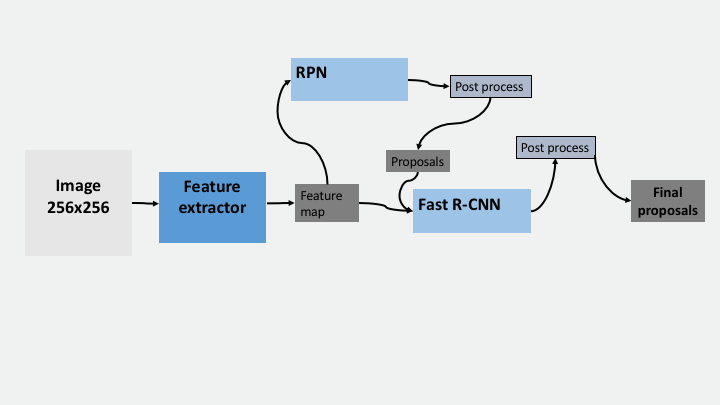 RPN
Post process
Post process
Proposals
Image
256x256
Feature
extractor
Feature
map
Fast R-CNN
Final
proposals